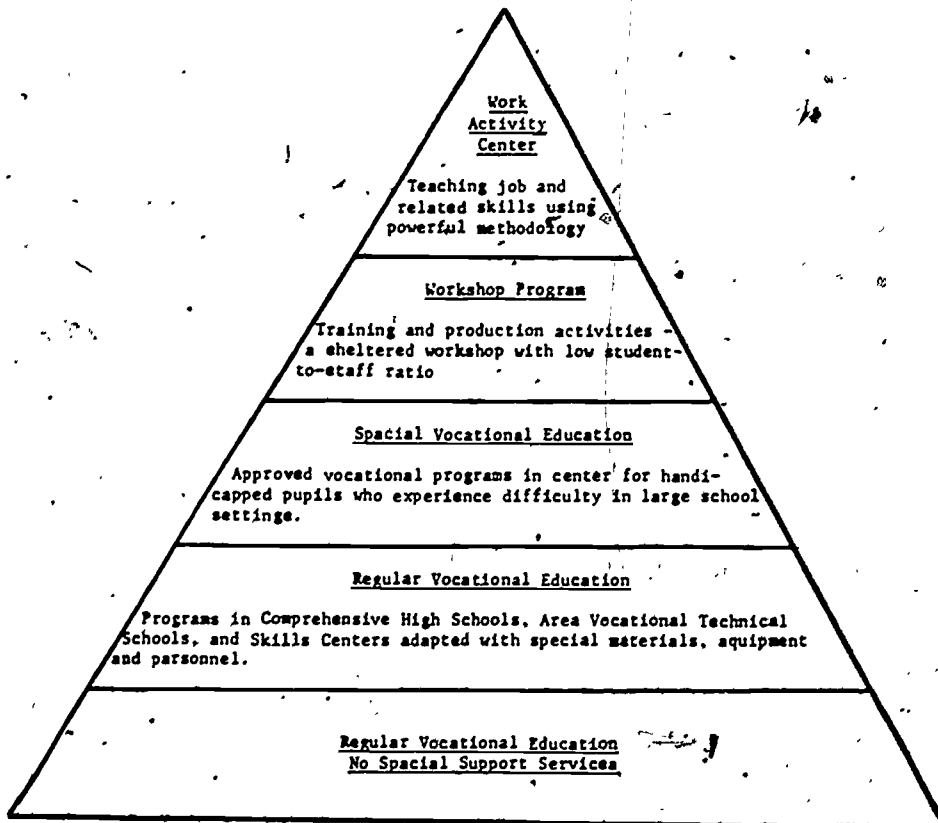 Work
Activity
Center
Teaching job and
related skills using
powerful methodology
Workshop Program
Training and production activities -
a sheltered workshop with low student-
to-staff ratio
Special Vocational Education
Approved vocational programs in center for handi-
capped pupils who experience difficulty in large school
settings.
Regular Vocational Education
Programs in Comprehensive High Schools, Area Vocational Technical
Schools, and Skills Centers adapted with special materials, equipment
and personnel.
Regular Vocational Education
No Special Support Services